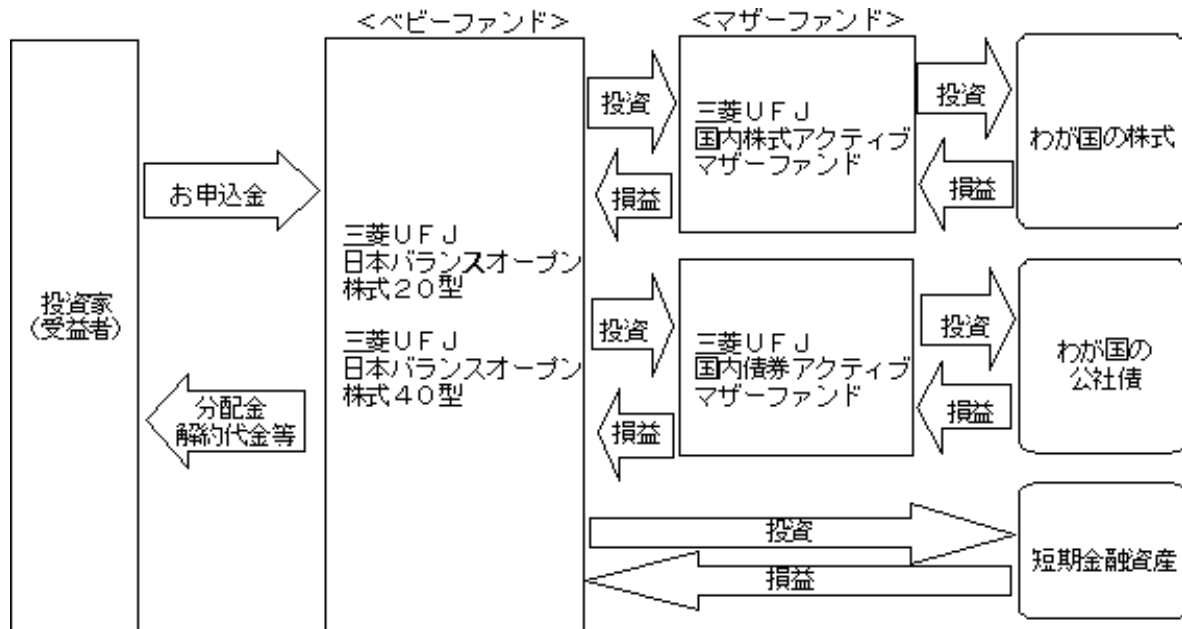 <ベビーファンド>
<マザーファンド>
投資家
(受益者)
お申込金
分配金
解約代金等
三菱UFJ
日本バランスオープン
株式20型
三菱UFJ
日本バランスオープン
株式40型
投資
損益
三菱UFJ
国内株式アクティブ
マザーファンド
投資
損益
わが国の株式
投資
損益
三菱UFJ
国内債券アクティブ
マザーファンド
投資
損益
わが国の
公社債
投資
損益
短期金融資産